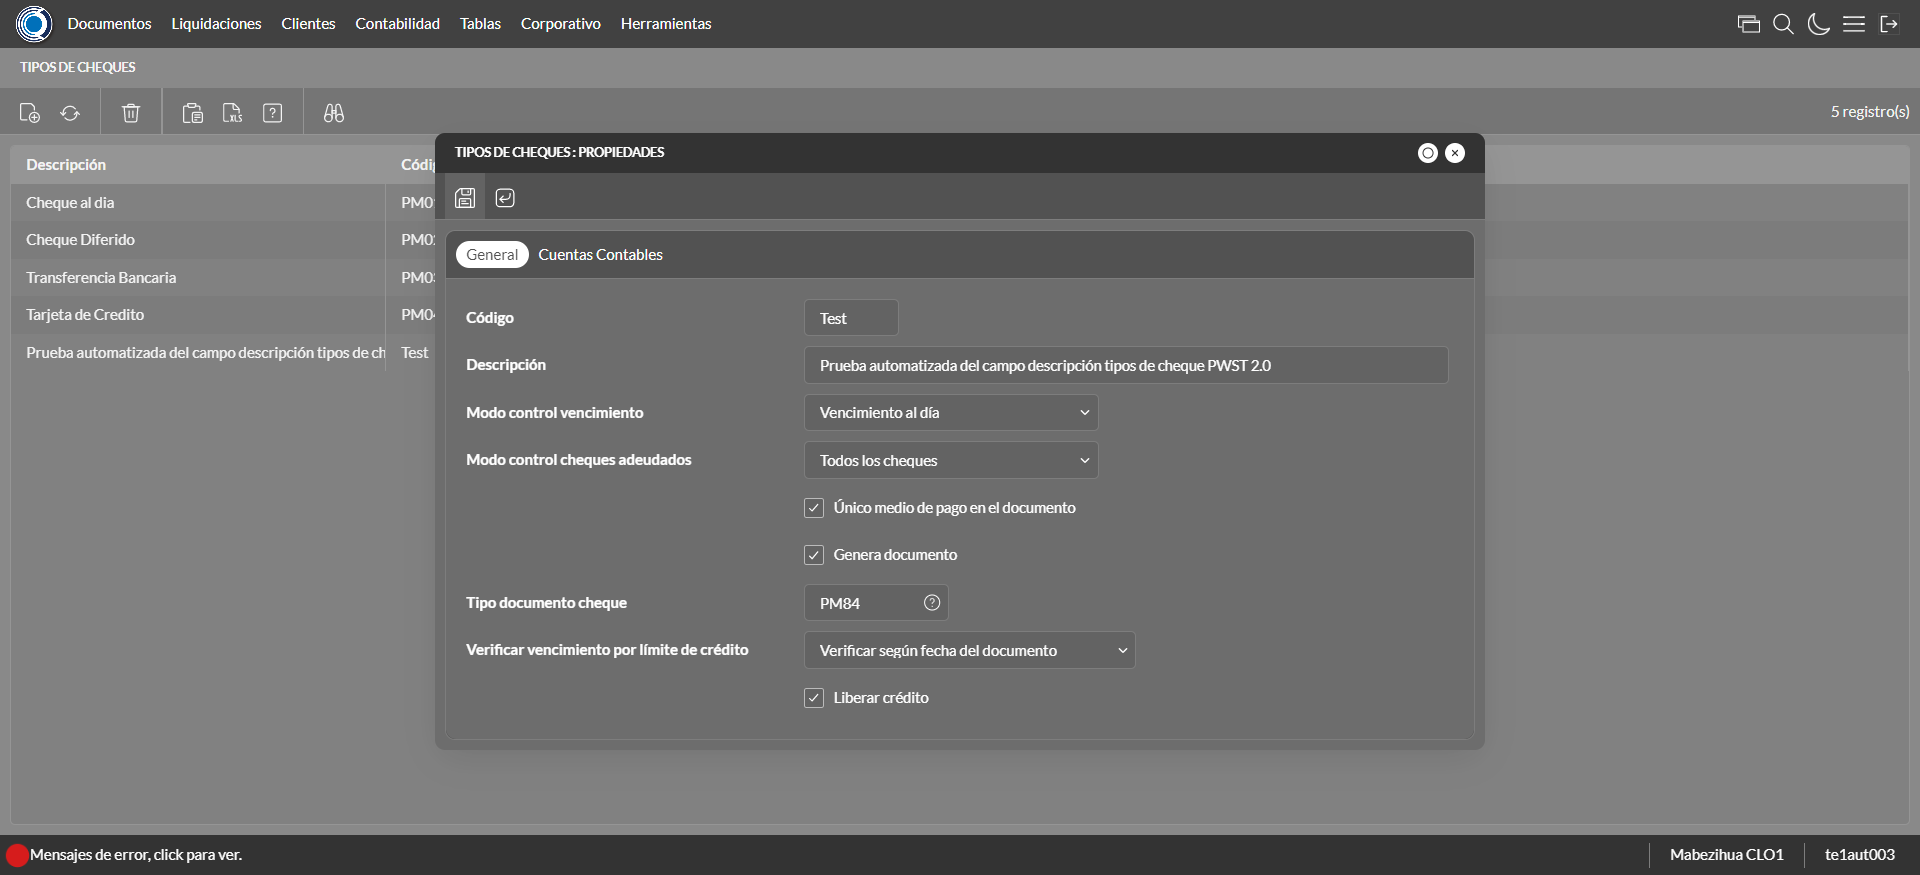 Documentos Liquidaciones Clientes Contabilidad Tablas Corporativo Herramientas
TIPOS DE CHEQUES
5 registro(s)
Descripción
Cheque al dia
Cheque Diferido
Transferencia Bancaria
Tarjeta de Credito
Prueba automatizada del campo descripción tipos de ch Test
TIPOS DE CHEQUES : PROPIEDADES
General Cuentas Contables
Código Test
Descripción Prueba automatizada del campo descripción tipos de cheque PWST 2.0
Modo control vencimiento Vencimiento al día
Modo control cheques adeudados Todos los cheques
Único medio de pago en el documento
Genera documento
Tipo documento cheque PM84
Verificar vencimiento por límite de crédito Verificar según fecha del documento
Liberar crédito
Mensajes de error, click para ver. Mabezihua CLO1 te1aut003